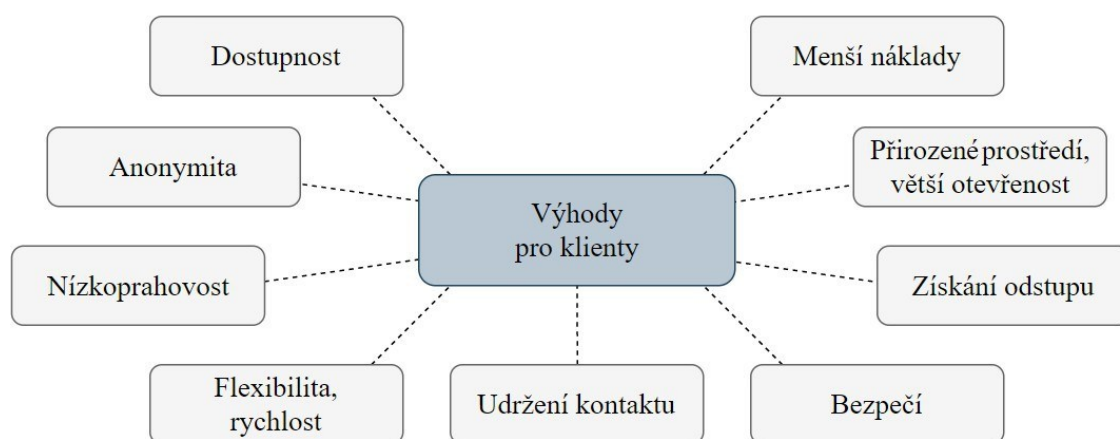 Dostupnost
Menší náklady
Anonymita
Přirozené prostředí,
větší otevřenost
Výhody
pro klienty
Nízkoprahovost
Získání odstupu
Flexibilita,
rychlost
Udržení kontaktu
Bezpečí